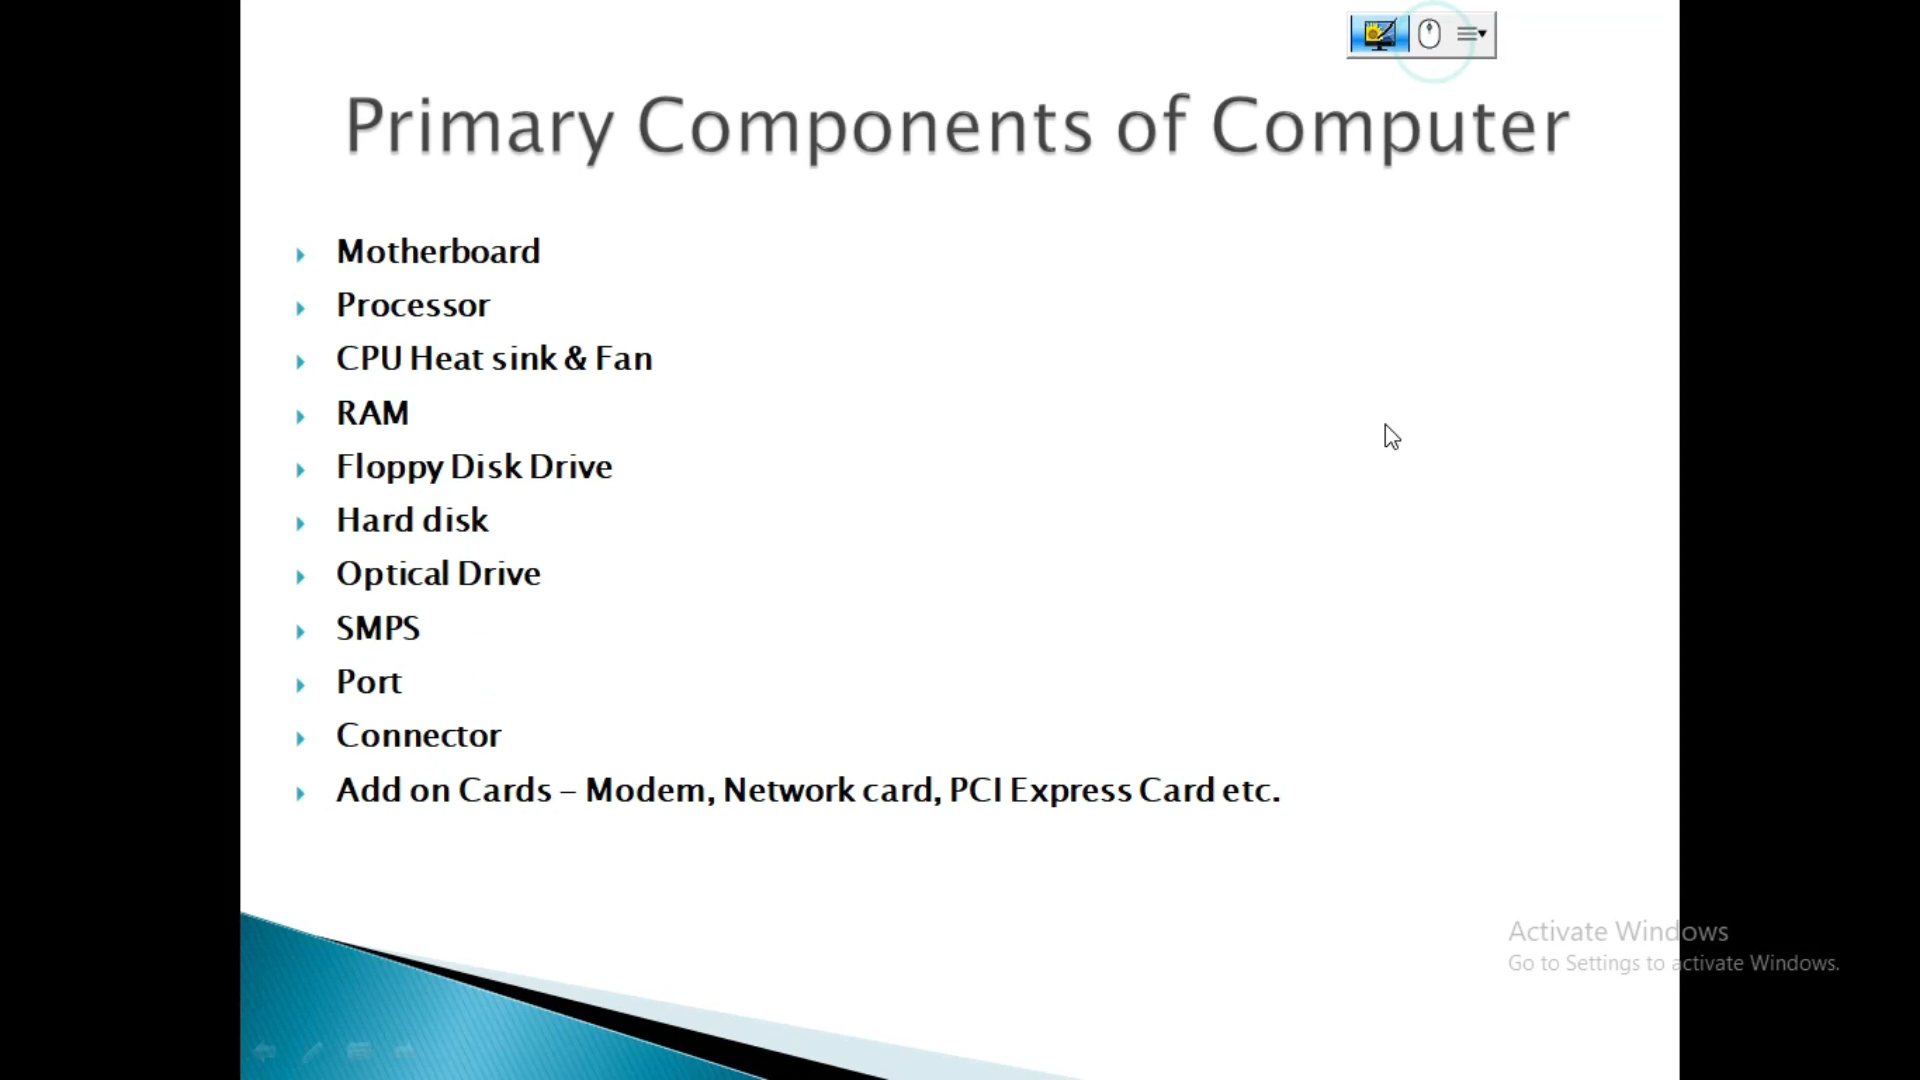 Primary Components of Computer
Motherboard
Processor
CPU Heat sink & Fan
RAM
Floppy Disk Drive
Hard disk
Optical Drive
SMPS
Port
Connector
Add on Cards – Modem, Network card, PCI Express Card etc.
Activate Windows
Go to Settings to activate Windows.